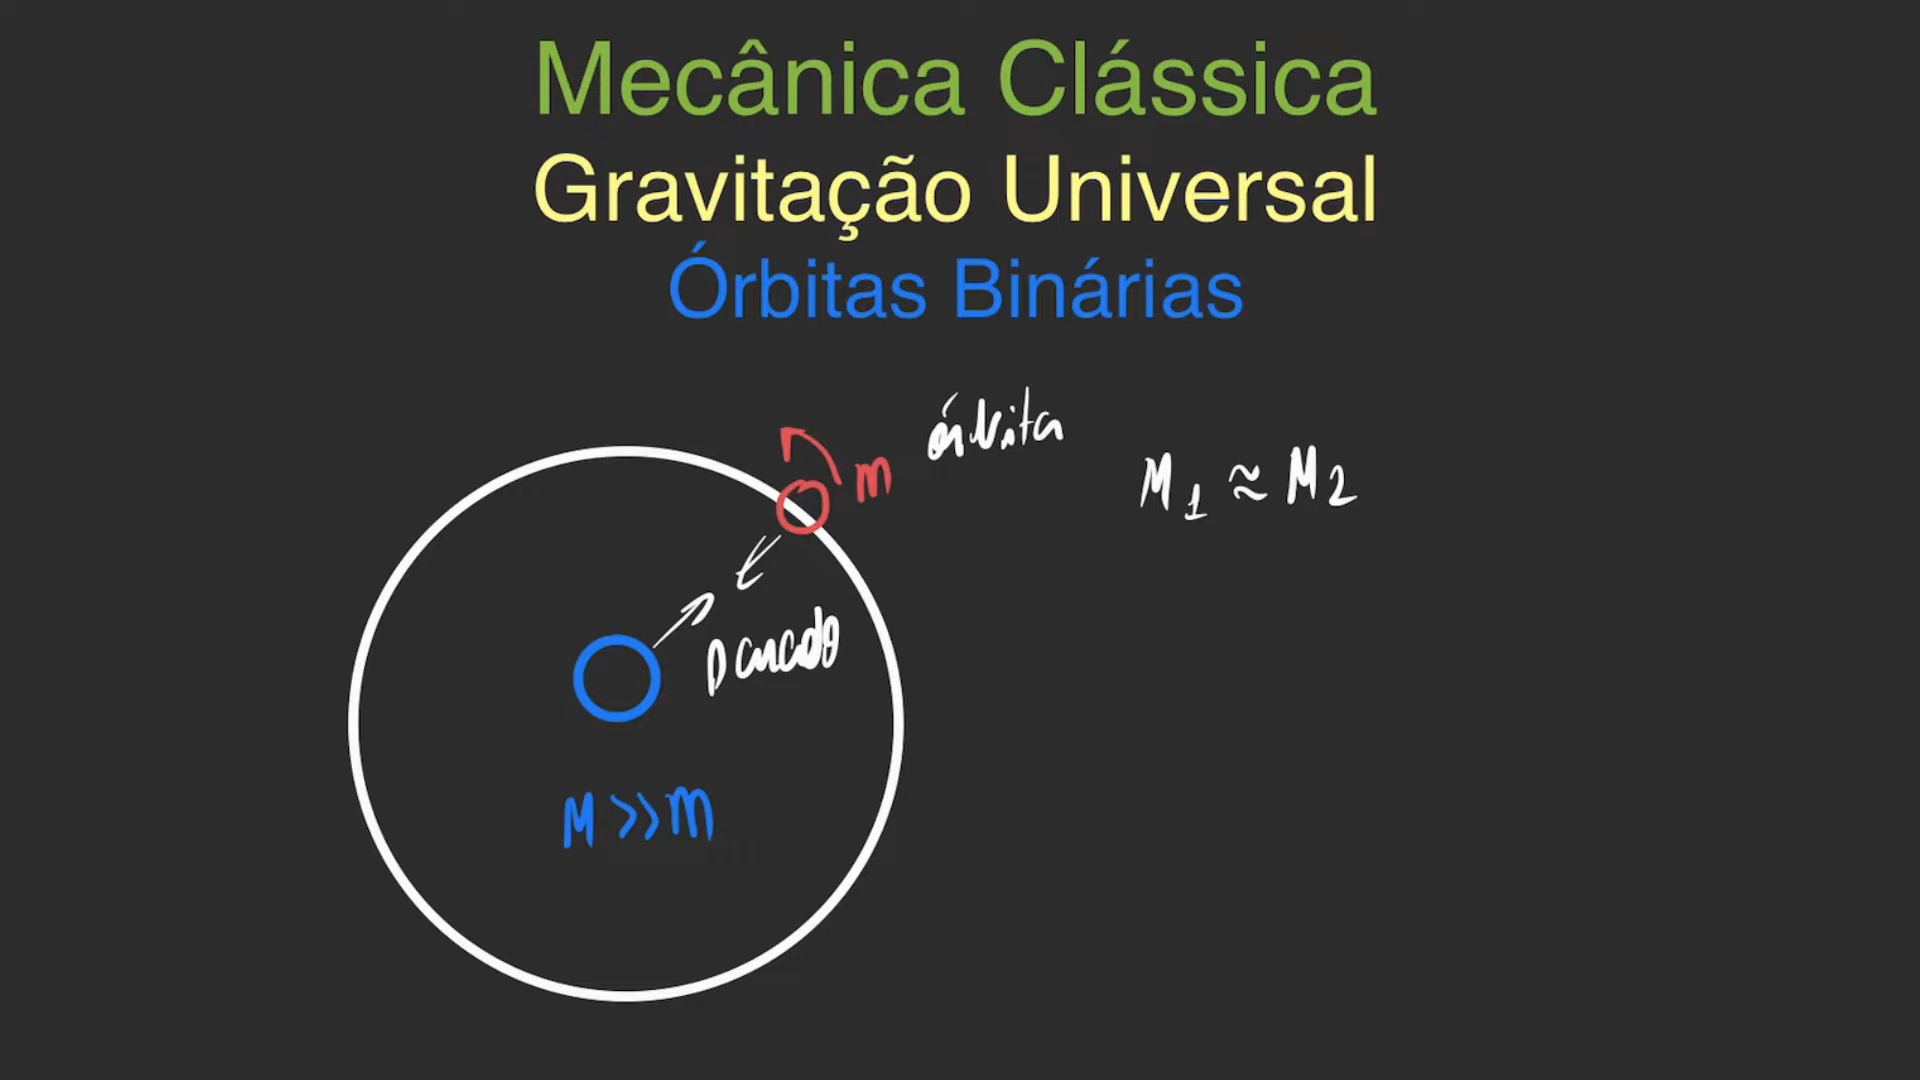 Mecânica Clássica
Gravitação Universal
Órbitas Binárias
órbita
m
M1 ≈ M2
M >> m